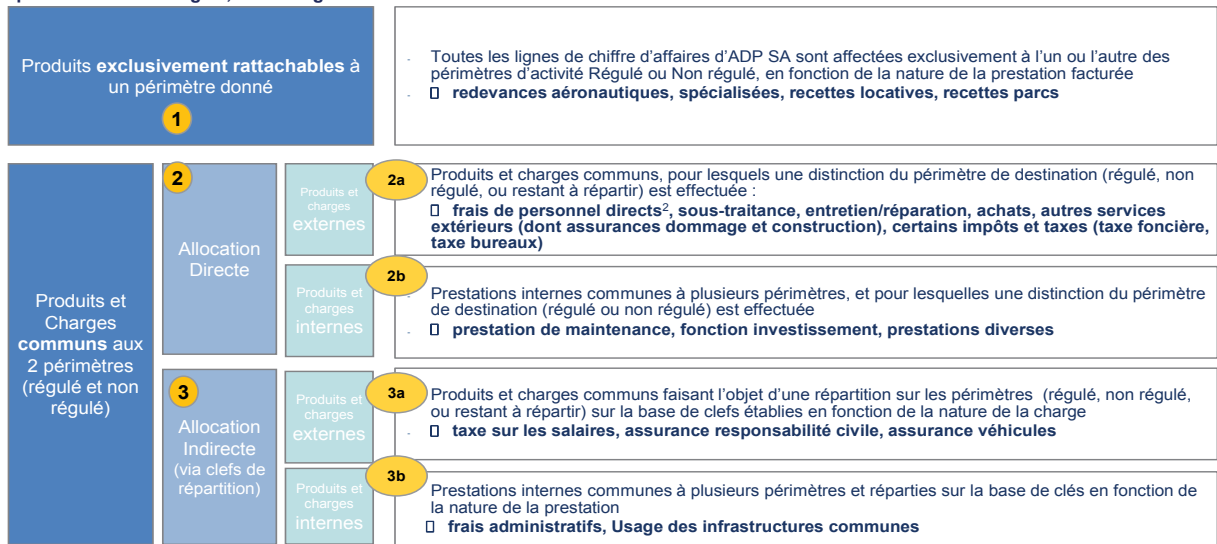 Produits exclusivement rattachables à
un périmètre donné
1
- Toutes les lignes de chiffre d'affaires d'ADP SA sont affectées exclusivement à l'un ou l'autre des
périmètres d'activité Régulé ou Non régulé, en fonction de la nature de la prestation facturée
- redevances aéronautiques, spécialisées, recettes locatives, recettes parcs
Produits et
Charges
communs aux
2 périmètres
(régulé et non
régulé)
2
Allocation
Directe
Produits et
charges
externes
2a
Produits et charges communs, pour lesquels une distinction du périmètre de destination (régulé, non
régulé, ou restant à répartir) est effectuée :
frais de personnel directs², sous-traitance, entretien/réparation, achats, autres services
extérieurs (dont assurances dommage et construction), certains impôts et taxes (taxe foncière,
taxe bureaux)
Produits et
charges
internes
2b
- Prestations internes communes à plusieurs périmètres, et pour lesquelles une distinction du périmètre
de destination (régulé ou non régulé) est effectuée
- prestation de maintenance, fonction investissement, prestations diverses
3
Allocation
Indirecte
(via clefs de
répartition)
Produits et
charges
externes
3a
- Produits et charges communs faisant l'objet d'une répartition sur les périmètres (régulé, non régulé,
ou restant à répartir) sur la base de clefs établies en fonction de la nature de la charge
- taxe sur les salaires, assurance responsabilité civile, assurance véhicules
Produits et
charges
internes
3b
Prestations internes communes à plusieurs périmètres et réparties sur la base de clés en fonction de
la nature de la prestation
frais administratifs, Usage des infrastructures communes